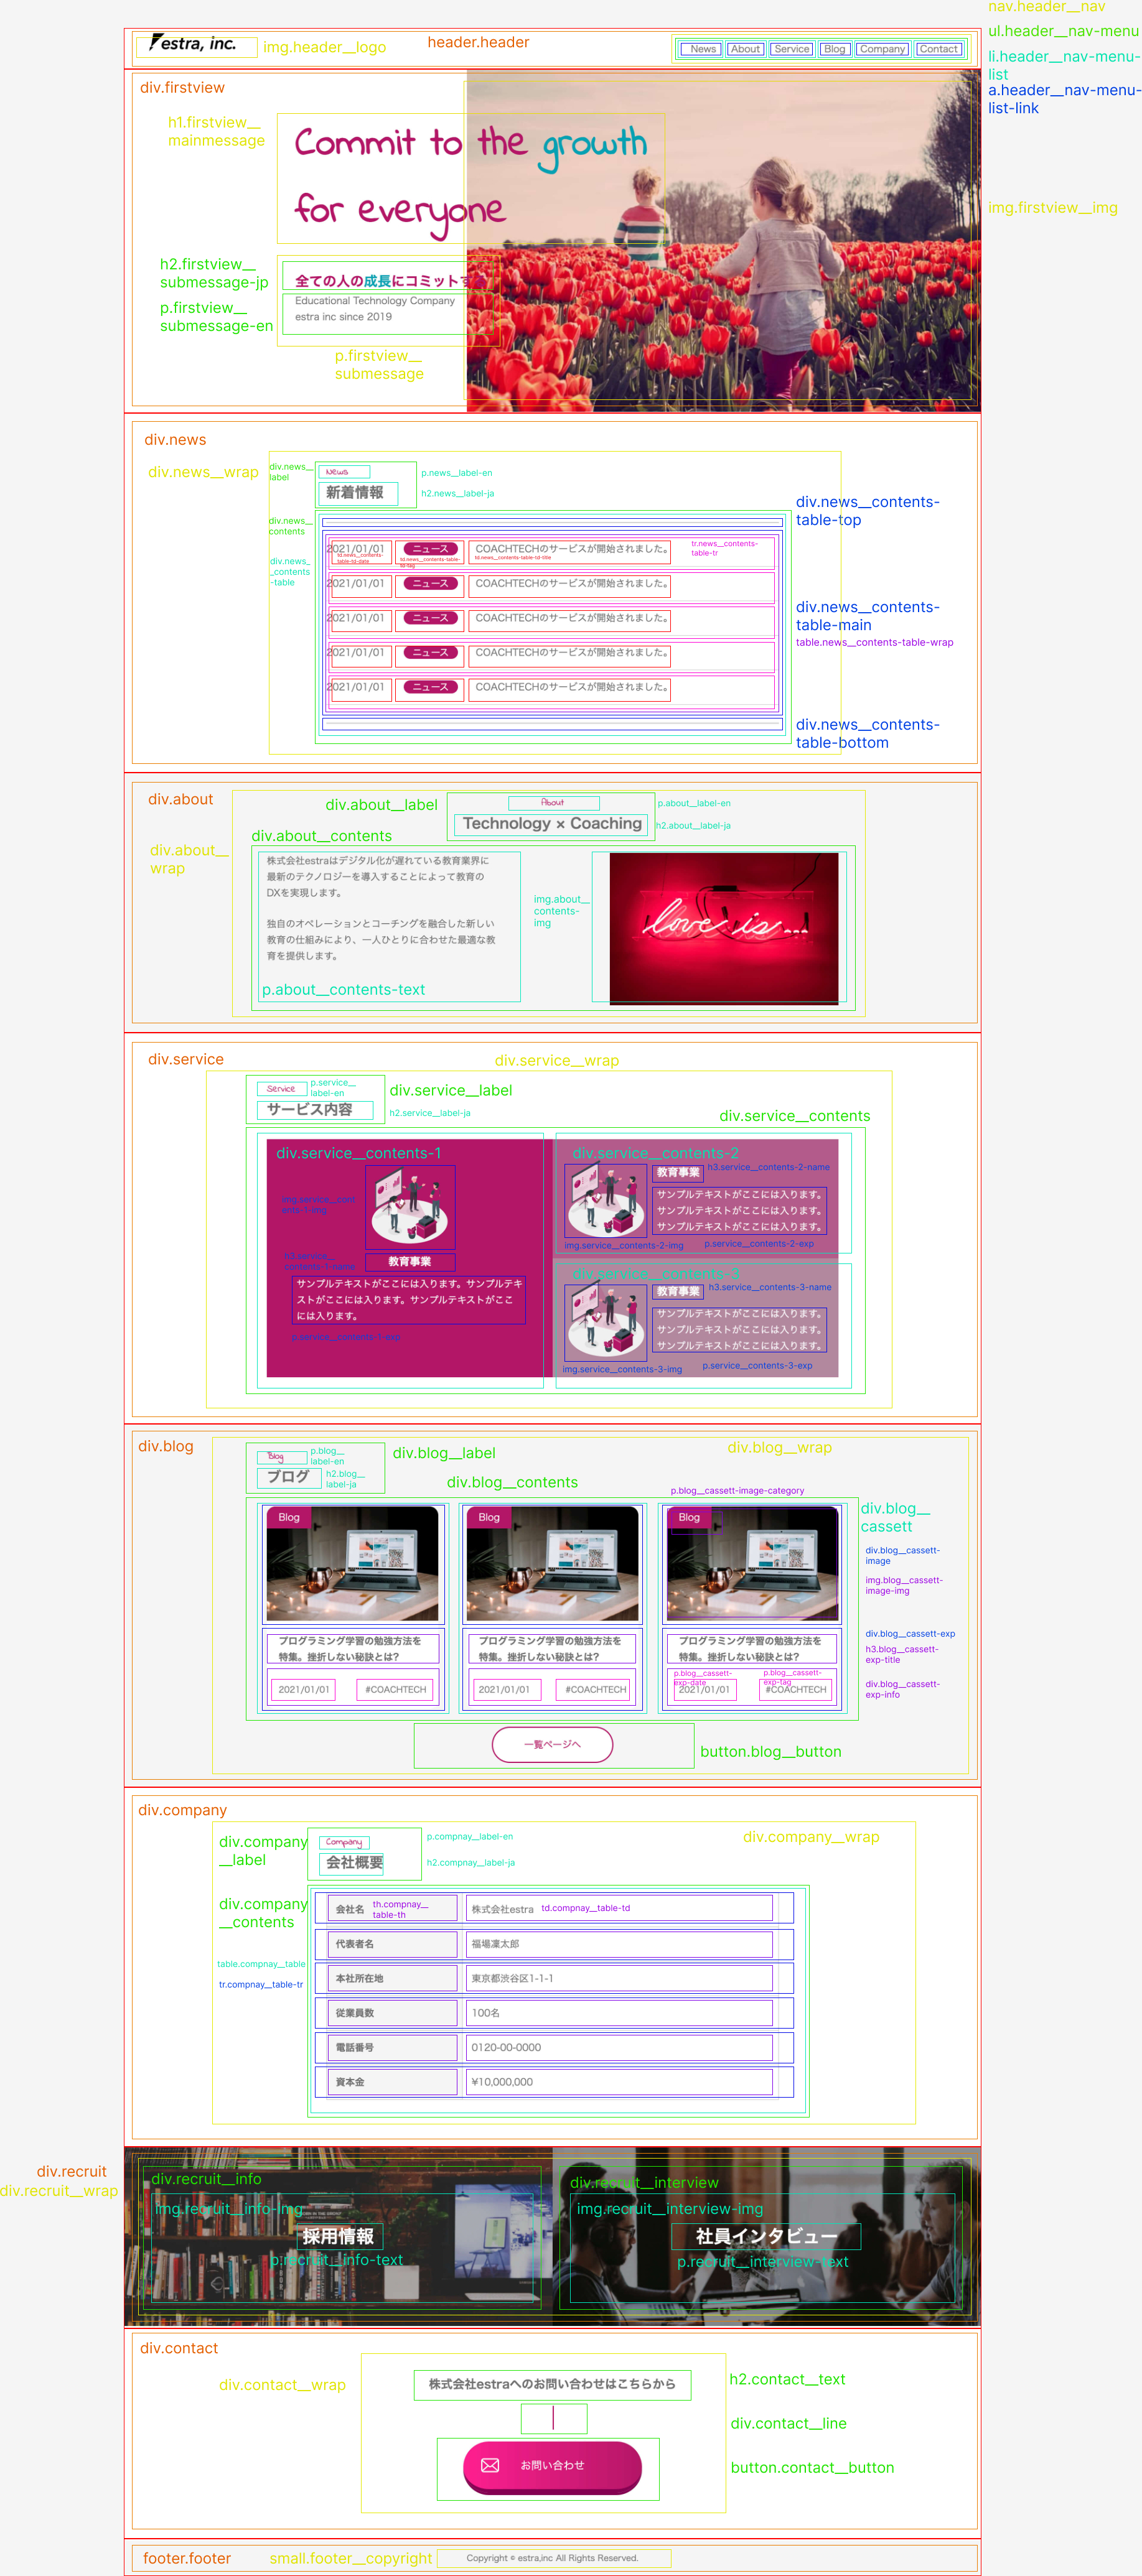 nav.header__nav
estra, inc.
img.header__logo
header.header
News
About
Service
Blog
Company
Contact
ul.header__nav-menu
li.header__nav-menu-
list
a.header__nav-menu-
list-link
div.firstview
h1.firstview__
mainmessage
Commit to the growth
for everyone
img.firstview__img
h2.firstview__
submessage-jp
全ての人の成長にコミットする
p.firstview__
submessage-en
Educational Technology Company
estra inc since 2019
p.firstview__
submessage
div.news
div.news__wrap
div.news__
label
News
p.news__label-en
新着情報
h2.news__label-ja
div.news__contents-
table-top
div.news__
contents
div.news_
_contents
-table
2021/01/01
ニュース
COACHTECHのサービスが開始されました。
tr.news__contents-
table-tr
td.news__contents-
table-td-date
td.news__contents-table-
td-tag
td.news__contents-table-td-title
2021/01/01
ニュース
COACHTECHのサービスが開始されました。
2021/01/01
ニュース
COACHTECHのサービスが開始されました。
div.news__contents-
table-main
table.news__contents-table-wrap
2021/01/01
ニュース
COACHTECHのサービスが開始されました。
2021/01/01
ニュース
COACHTECHのサービスが開始されました。
div.news__contents-
table-bottom
div.about
div.about__label
About
p.about__label-en
Technology × Coaching
h2.about__label-ja
div.about__contents
div.about__
wrap
株式会社estraはデジタル化が遅れている教育業界に
最新のテクノロジーを導入することによって教育の
DXを実現します。
独自のオペレーションとコーチングを融合した新しい
教育の仕組みにより、一人ひとりに合わせた最適な教
育を提供します。
p.about__contents-text
img.about__
contents-
img
love is...
div.service
div.service__wrap
Service
p.service__
label-en
div.service__label
サービス内容
h2.service__label-ja
div.service__contents
div.service__contents-1
img.service__cont
ents-1-img
h3.service__
contents-1-name
教育事業
サンプルテキストがここには入ります。サンプルテキ
ストがここには入ります。サンプルテキストがここ
には入ります。
p.service__contents-1-exp
div.service__contents-2
教育事業
h3.service__contents-2-name
サンプルテキストがここには入ります。
サンプルテキストがここには入ります。
サンプルテキストがここには入ります。
img.service__contents-2-img
p.service__contents-2-exp
div.service__contents-3
教育事業
h3.service__contents-3-name
サンプルテキストがここには入ります。
サンプルテキストがここには入ります。
サンプルテキストがここには入ります。
img.service__contents-3-img
p.service__contents-3-exp
div.blog
Blog
p.blog__
label-en
div.blog__label
div.blog__wrap
ブログ
h2.blog__
label-ja
div.blog__contents
p.blog__cassett-image-category
Blog
Blog
Blog
div.blog__
cassett
div.blog__cassett-
image
img.blog__cassett-
image-img
div.blog__cassett-exp
h3.blog__cassett-
exp-title
div.blog__cassett-
exp-info
プログラミング学習の勉強方法を
特集。挫折しない秘訣とは?
2021/01/01
#COACHTECH
プログラミング学習の勉強方法を
特集。挫折しない秘訣とは?
2021/01/01
#COACHTECH
プログラミング学習の勉強方法を
特集。挫折しない秘訣とは?
p.blog__cassett-
exp-date
p.blog__cassett-
exp-tag
2021/01/01
#COACHTECH
一覧ページへ
button.blog__button
div.company
div.company
__label
Company
p.compnay__label-en
div.company__wrap
会社概要
h2.compnay__label-ja
div.company
__contents
table.compnay__table
tr.compnay__table-tr
会社名
th.compnay__
table-th
株式会社estra
td.compnay__table-td
代表者名
福場凜太郎
本社所在地
東京都渋谷区1-1-1
従業員数
100名
電話番号
0120-00-0000
資本金
¥10,000,000
div.recruit
div.recruit__wrap
div.recruit__info
img.recruit__info-img
採用情報
p.recruit__info-text
div.recruit__interview
img.recruit__interview-img
社員インタビュー
p.recruit__interview-text
div.contact
div.contact__wrap
株式会社estraへのお問い合わせはこちらから
h2.contact__text
div.contact__line
お問い合わせ
button.contact__button
footer.footer
small.footer__copyright
Copyright © estra,inc All Rights Reserved.